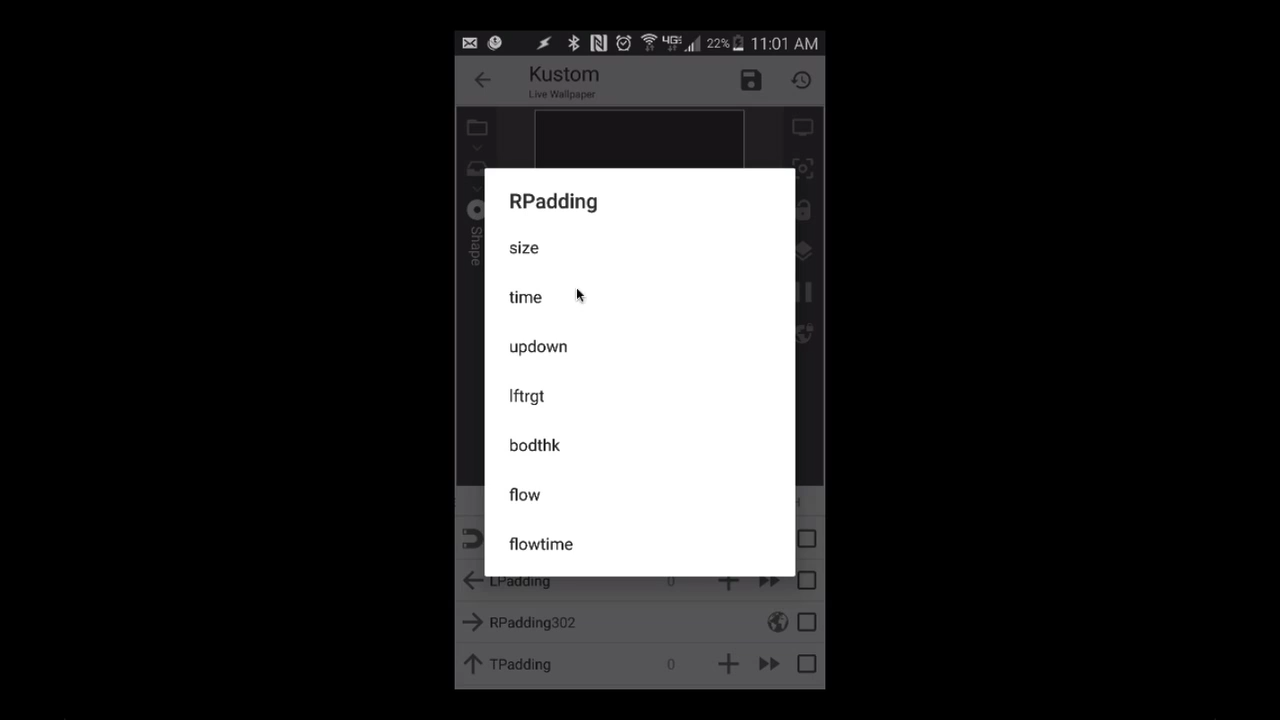 22% 11:01 AM
Kustom
Live Wallpaper
Shape
RPadding
size
time
updown
lftrgt
bodthk
flow
flowtime
LPadding 0
RPadding302
TPadding 0